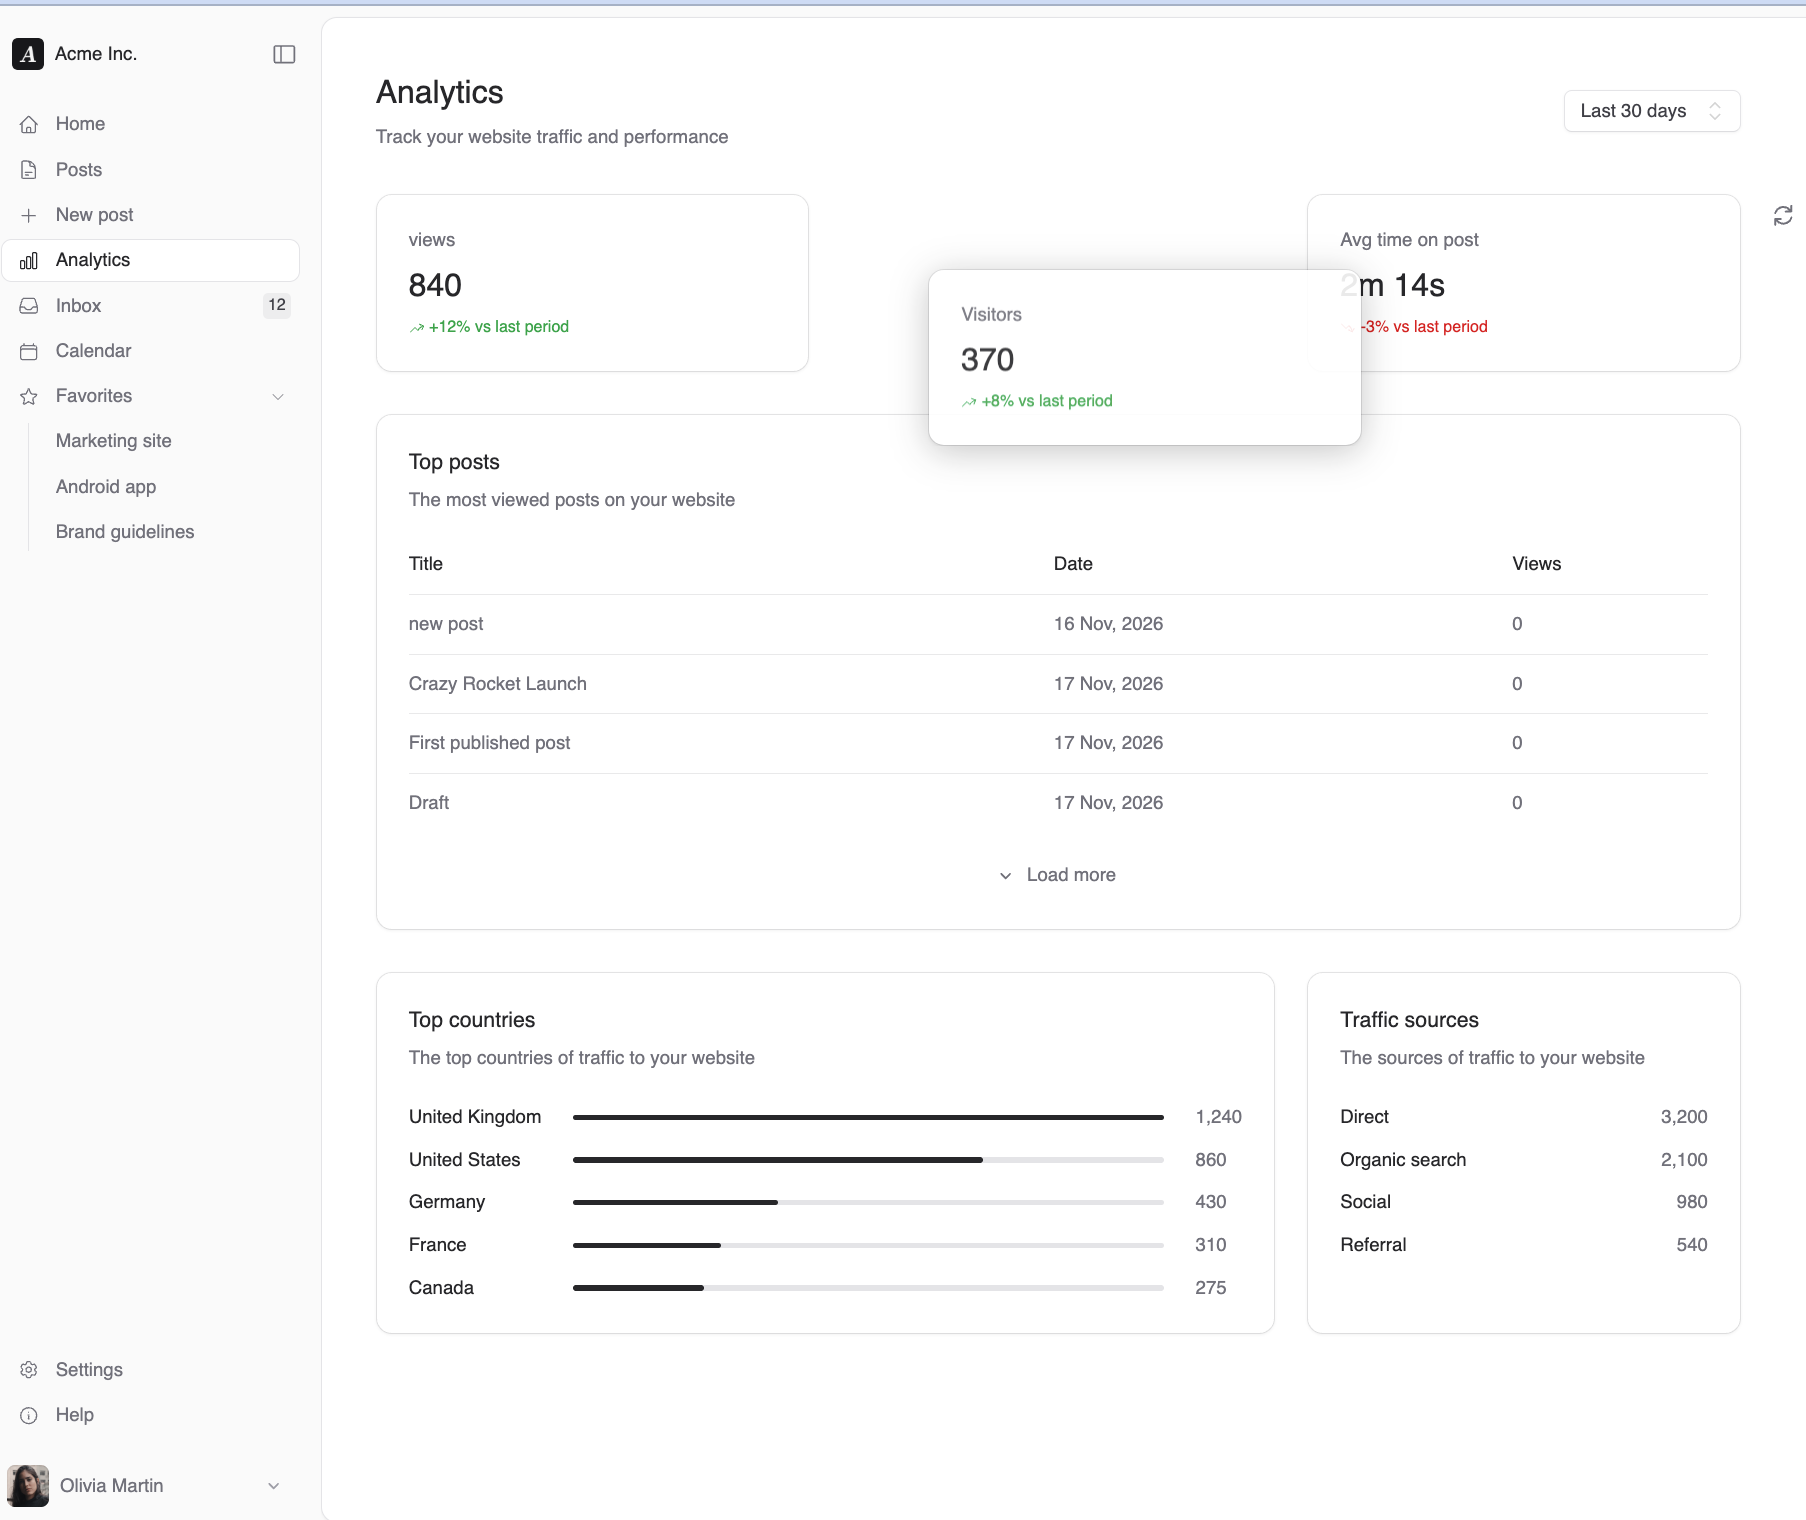 A Acme Inc.
Home
Posts
New post
Analytics
Inbox 12
Calendar
Favorites
Marketing site
Android app
Brand guidelines
Settings
Help
Olivia Martin
Analytics
Track your website traffic and performance
Last 30 days
views
840
+12% vs last period
Visitors
370
+8% vs last period
Avg time on post
2m 14s
-3% vs last period
Top posts
The most viewed posts on your website
Title Date Views
new post 16 Nov, 2026 0
Crazy Rocket Launch 17 Nov, 2026 0
First published post 17 Nov, 2026 0
Draft 17 Nov, 2026 0
Load more
Top countries
The top countries of traffic to your website
United Kingdom 1,240
United States 860
Germany 430
France 310
Canada 275
Traffic sources
The sources of traffic to your website
Direct 3,200
Organic search 2,100
Social 980
Referral 540